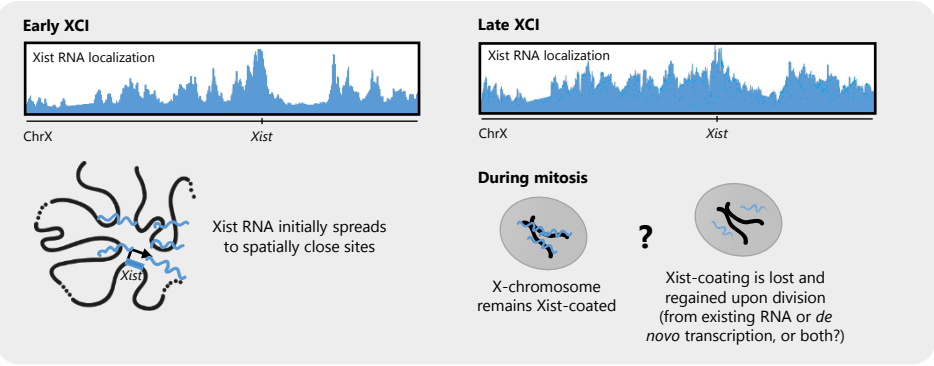 Early XCI
Xist RNA localization
ChrX
Xist
Xist RNA initially spreads
to spatially close sites
Xist
Late XCI
Xist RNA localization
ChrX
Xist
During mitosis
X-chromosome
remains Xist-coated
?
Xist-coating is lost and
regained upon division
(from existing RNA or de
novo transcription, or both?)